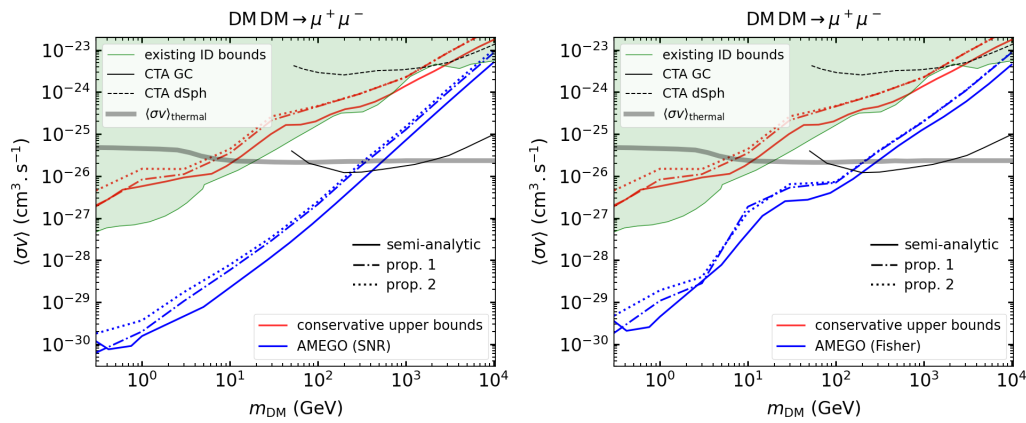 DM DM → μ⁺μ⁻
10⁻²³
10⁻²⁴
10⁻²⁵
10⁻²⁶
10⁻²⁷
10⁻²⁸
10⁻²⁹
10⁻³⁰
⟨σv⟩ (cm³.s⁻¹)
existing ID bounds
CTA GC
CTA dSph
⟨σv⟩thermal
semi-analytic
prop. 1
prop. 2
conservative upper bounds
AMEGO (SNR)
10⁰ 10¹ 10² 10³ 10⁴
mDM (GeV)
DM DM → μ⁺μ⁻
10⁻²³
10⁻²⁴
10⁻²⁵
10⁻²⁶
10⁻²⁷
10⁻²⁸
10⁻²⁹
10⁻³⁰
⟨σv⟩ (cm³.s⁻¹)
existing ID bounds
CTA GC
CTA dSph
⟨σv⟩thermal
semi-analytic
prop. 1
prop. 2
conservative upper bounds
AMEGO (Fisher)
10⁰ 10¹ 10² 10³ 10⁴
mDM (GeV)